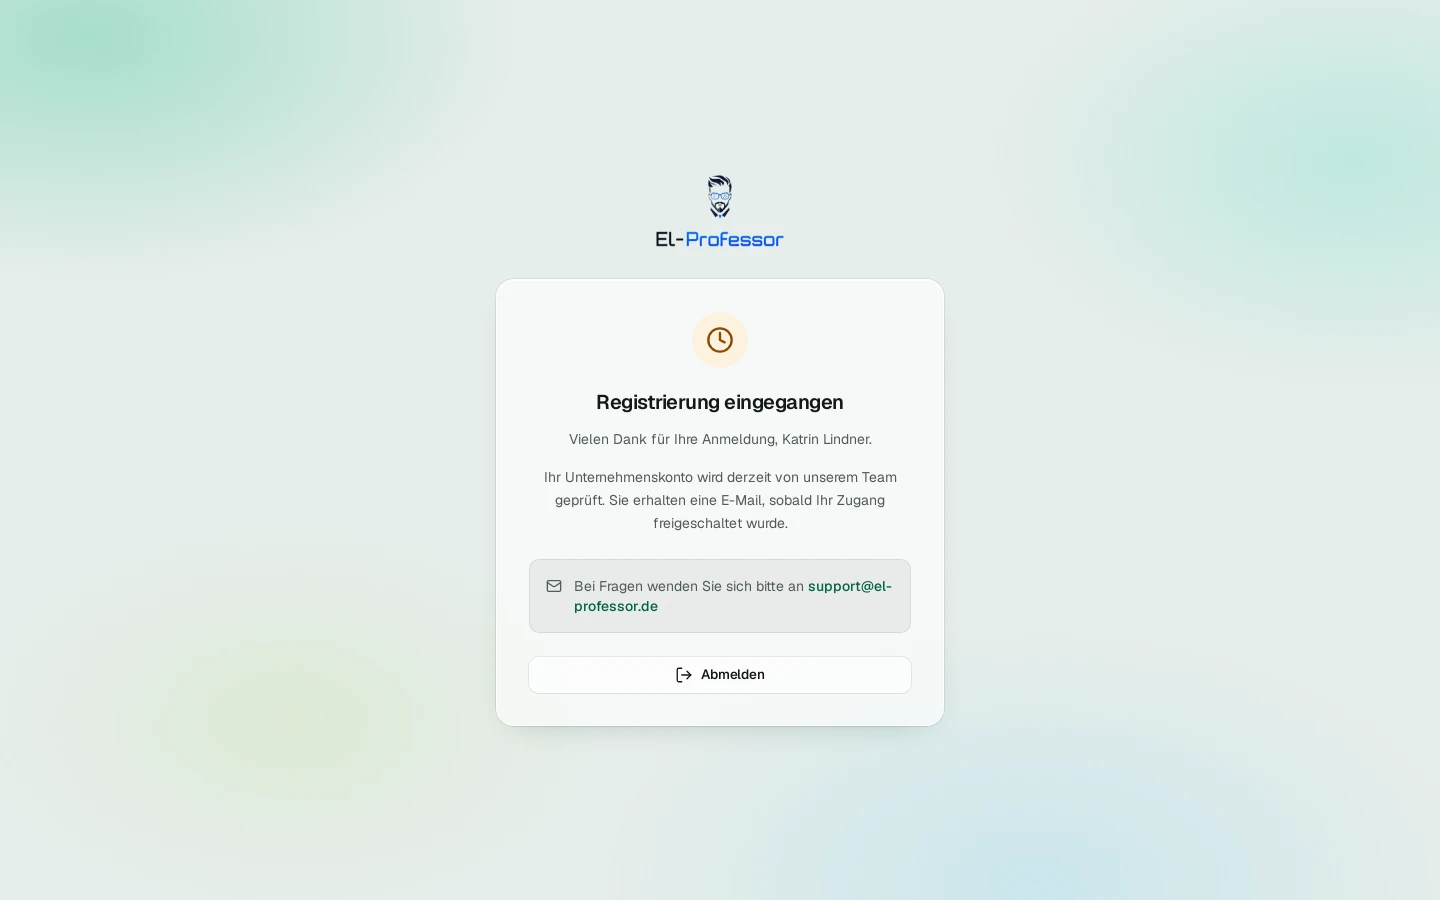 El-Professor
Registrierung eingegangen
Vielen Dank für Ihre Anmeldung, Katrin Lindner.
Ihr Unternehmenskonto wird derzeit von unserem Team
geprüft. Sie erhalten eine E-Mail, sobald Ihr Zugang
freigeschaltet wurde.
Bei Fragen wenden Sie sich bitte an support@el-
professor.de
Abmelden